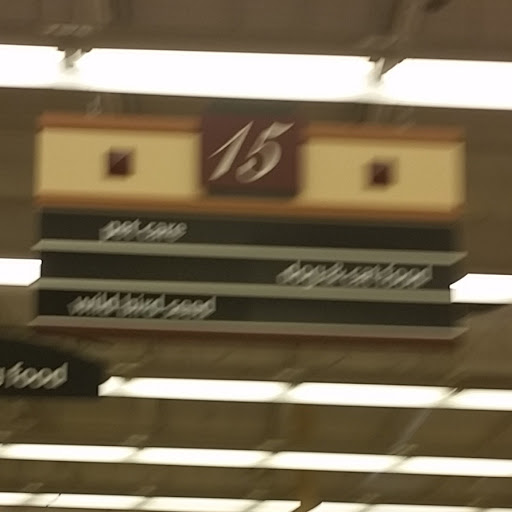 15
pet care
dog & cat food
wild bird seed
food